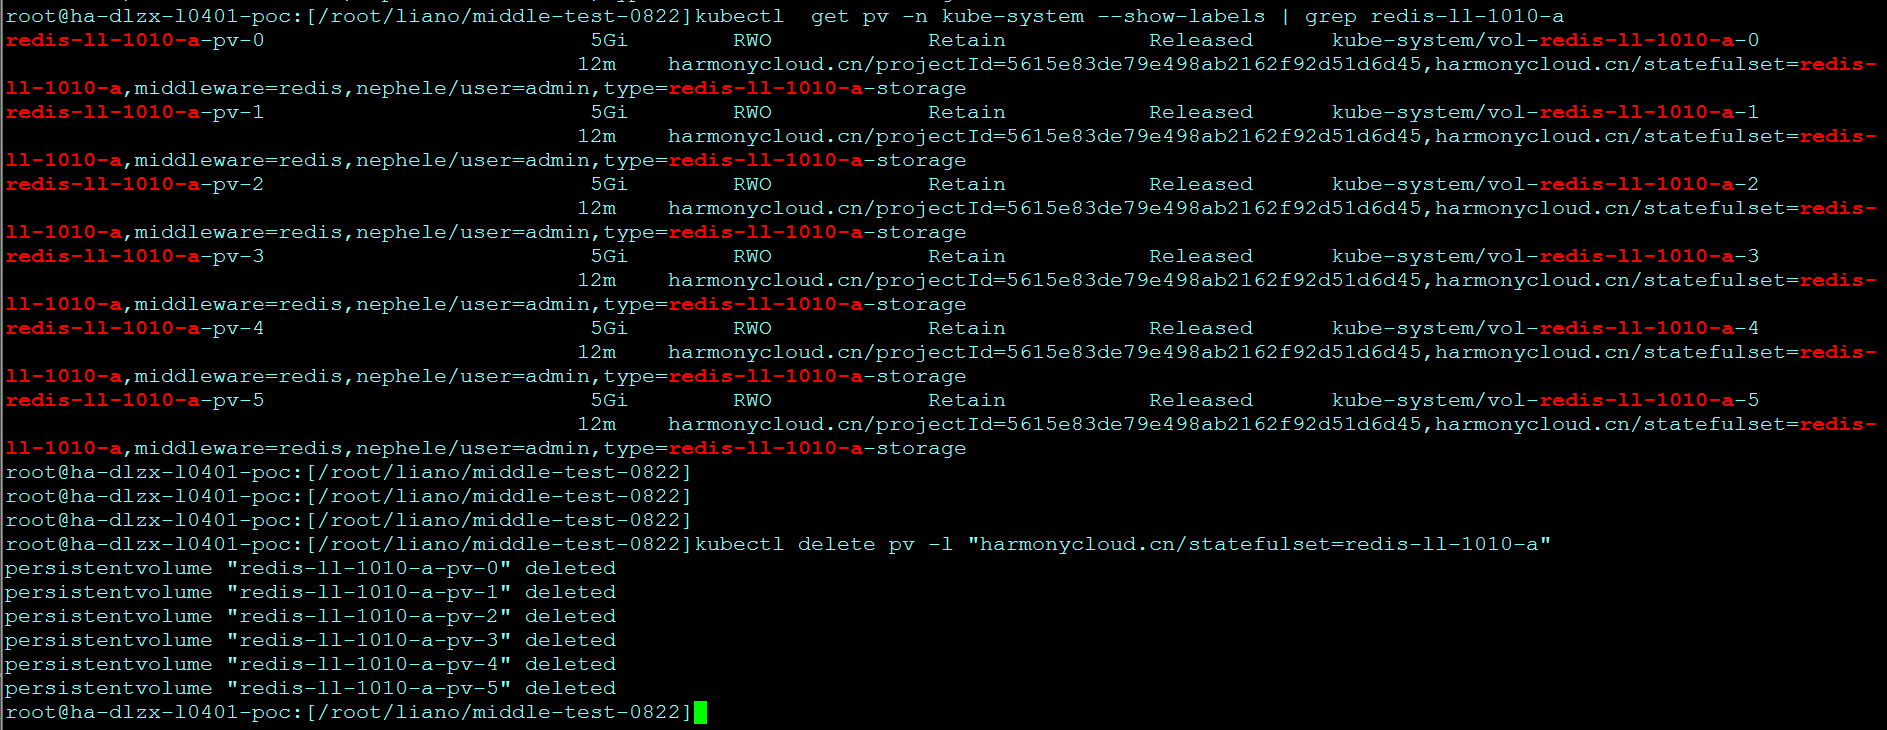 root@ha-dlzx-l0401-poc:[/root/liano/middle-test-0822]kubectl  get pv -n kube-system --show-labels | grep redis-ll-1010-a
redis-ll-1010-a-pv-0                         5Gi        RWO            Retain           Released      kube-system/vol-redis-ll-1010-a-0
                                            12m    harmonycloud.cn/projectId=5615e83de79e498ab2162f92d51d6d45,harmonycloud.cn/statefulset=redis-
ll-1010-a,middleware=redis,nephele/user=admin,type=redis-ll-1010-a-storage
redis-ll-1010-a-pv-1                         5Gi        RWO            Retain           Released      kube-system/vol-redis-ll-1010-a-1
                                            12m    harmonycloud.cn/projectId=5615e83de79e498ab2162f92d51d6d45,harmonycloud.cn/statefulset=redis-
ll-1010-a,middleware=redis,nephele/user=admin,type=redis-ll-1010-a-storage
redis-ll-1010-a-pv-2                         5Gi        RWO            Retain           Released      kube-system/vol-redis-ll-1010-a-2
                                            12m    harmonycloud.cn/projectId=5615e83de79e498ab2162f92d51d6d45,harmonycloud.cn/statefulset=redis-
ll-1010-a,middleware=redis,nephele/user=admin,type=redis-ll-1010-a-storage
redis-ll-1010-a-pv-3                         5Gi        RWO            Retain           Released      kube-system/vol-redis-ll-1010-a-3
                                            12m    harmonycloud.cn/projectId=5615e83de79e498ab2162f92d51d6d45,harmonycloud.cn/statefulset=redis-
ll-1010-a,middleware=redis,nephele/user=admin,type=redis-ll-1010-a-storage
redis-ll-1010-a-pv-4                         5Gi        RWO            Retain           Released      kube-system/vol-redis-ll-1010-a-4
                                            12m    harmonycloud.cn/projectId=5615e83de79e498ab2162f92d51d6d45,harmonycloud.cn/statefulset=redis-
ll-1010-a,middleware=redis,nephele/user=admin,type=redis-ll-1010-a-storage
redis-ll-1010-a-pv-5                         5Gi        RWO            Retain           Released      kube-system/vol-redis-ll-1010-a-5
                                            12m    harmonycloud.cn/projectId=5615e83de79e498ab2162f92d51d6d45,harmonycloud.cn/statefulset=redis-
ll-1010-a,middleware=redis,nephele/user=admin,type=redis-ll-1010-a-storage
root@ha-dlzx-l0401-poc:[/root/liano/middle-test-0822]
root@ha-dlzx-l0401-poc:[/root/liano/middle-test-0822]
root@ha-dlzx-l0401-poc:[/root/liano/middle-test-0822]
root@ha-dlzx-l0401-poc:[/root/liano/middle-test-0822]kubectl delete pv -l "harmonycloud.cn/statefulset=redis-ll-1010-a"
persistentvolume "redis-ll-1010-a-pv-0" deleted
persistentvolume "redis-ll-1010-a-pv-1" deleted
persistentvolume "redis-ll-1010-a-pv-2" deleted
persistentvolume "redis-ll-1010-a-pv-3" deleted
persistentvolume "redis-ll-1010-a-pv-4" deleted
persistentvolume "redis-ll-1010-a-pv-5" deleted
root@ha-dlzx-l0401-poc:[/root/liano/middle-test-0822]